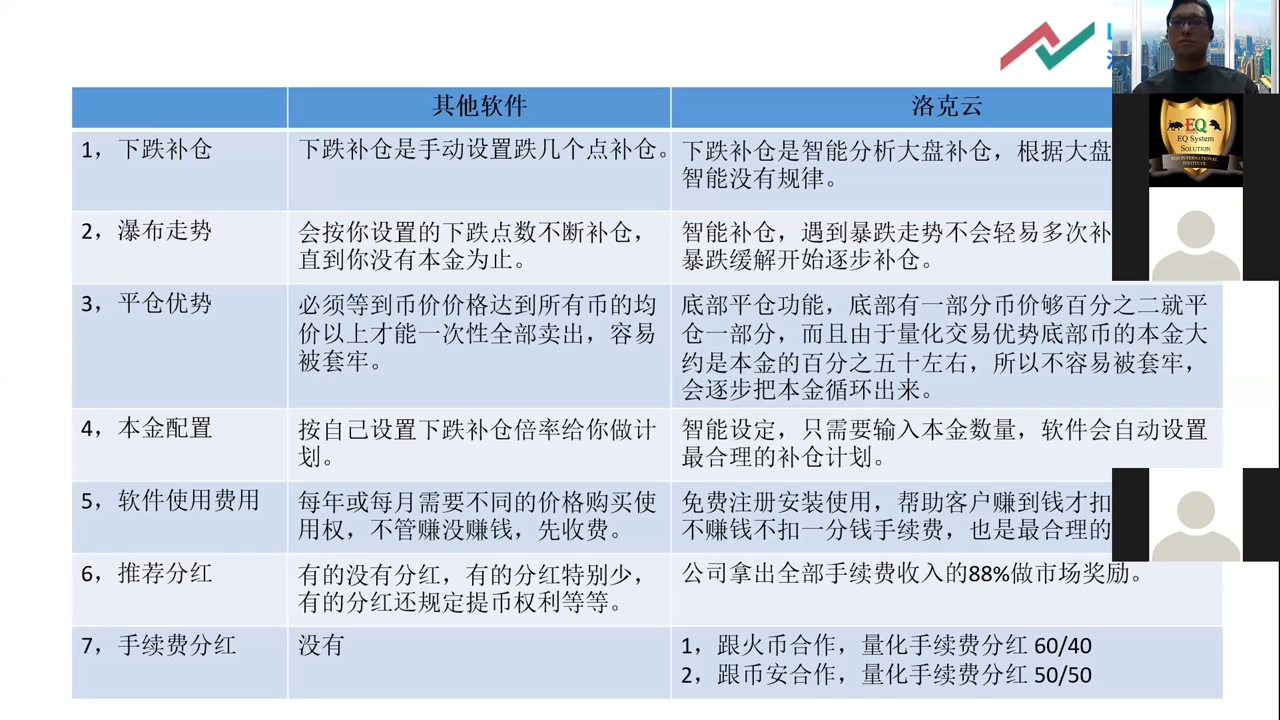 其他软件
洛克云
1，下跌补仓
下跌补仓是手动设置跌几个点补仓。
下跌补仓是智能分析大盘补仓，根据大盘
智能没有规律。
2，瀑布走势
会按你设置的下跌点数不断补仓，
直到你没有本金为止。
智能补仓，遇到暴跌走势不会轻易多次补
暴跌缓解开始逐步补仓。
3，平仓优势
必须等到币价价格达到所有币的均
价以上才能一次性全部卖出，容易
被套牢。
底部平仓功能，底部有一部分币价够百分之二就平
仓一部分，而且由于量化交易优势底部币的本金大
约是本金的百分之五十左右，所以不容易被套牢，
会逐步把本金循环出来。
4，本金配置
按自己设置下跌补仓倍率给你做计
划。
智能设定，只需要输入本金数量，软件会自动设置
最合理的补仓计划。
5，软件使用费用
每年或每月需要不同的价格购买使
用权，不管赚没赚钱，先收费。
免费注册安装使用，帮助客户赚到钱才扣
不赚钱不扣一分钱手续费，也是最合理的
6，推荐分红
有的没有分红，有的分红特别少，
有的分红还规定提币权利等等。
公司拿出全部手续费收入的88%做市场奖励。
7，手续费分红
没有
1，跟火币合作，量化手续费分红 60/40
2，跟币安合作，量化手续费分红 50/50
EQ
EQ System
SOLUTION
EQS INTERNATIONAL
INSTITUTE